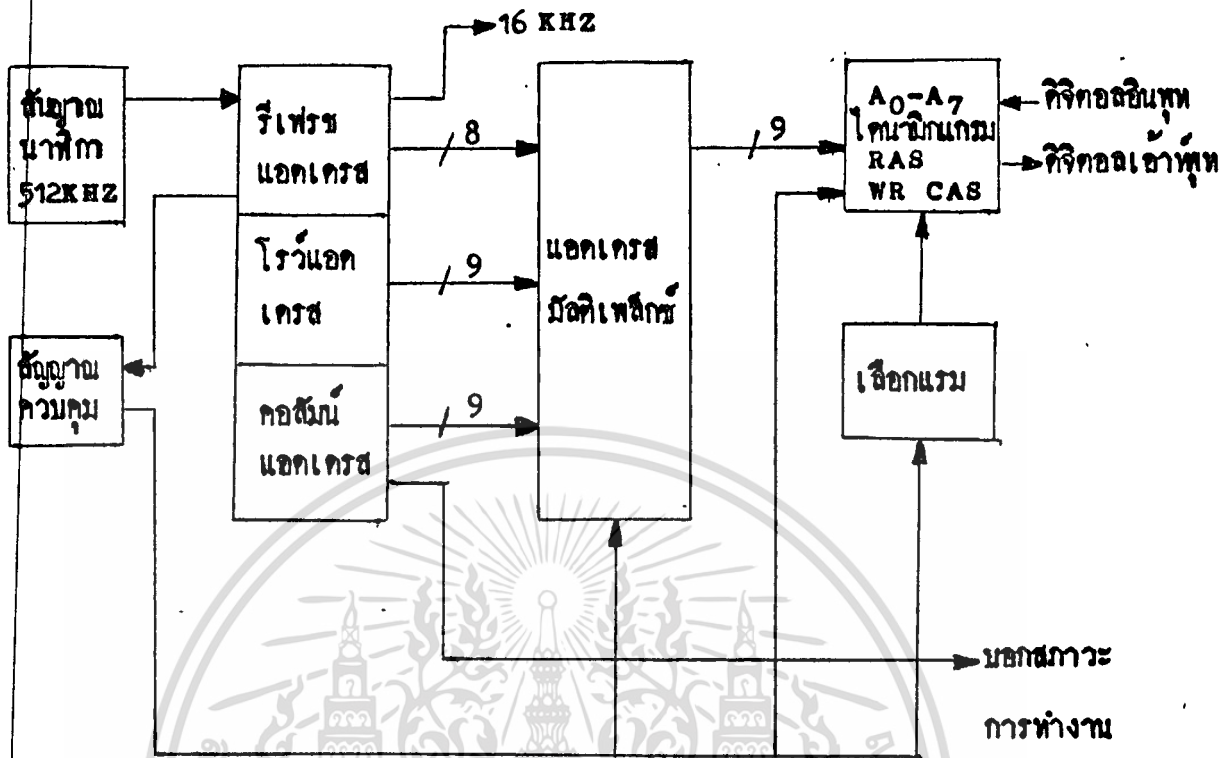 16 KHZ
สัญญาณ
นาฬิกา
512KHZ
รีเฟรช
แอดเดรส
8
โรว์แอด
เดรส
9
คอลัมน์
แอดเดรส
9
สัญญาณ
ควบคุม
แอดเดรส
มัลติเพล็กซ์
9
A0-A7
ไดนามิกแรม
RAS
WR CAS
ดิจิตอลอินพุท
ดิจิตอลเอ้าท์พุท
เลือกแรม
บอกสภาวะ
การทำงาน